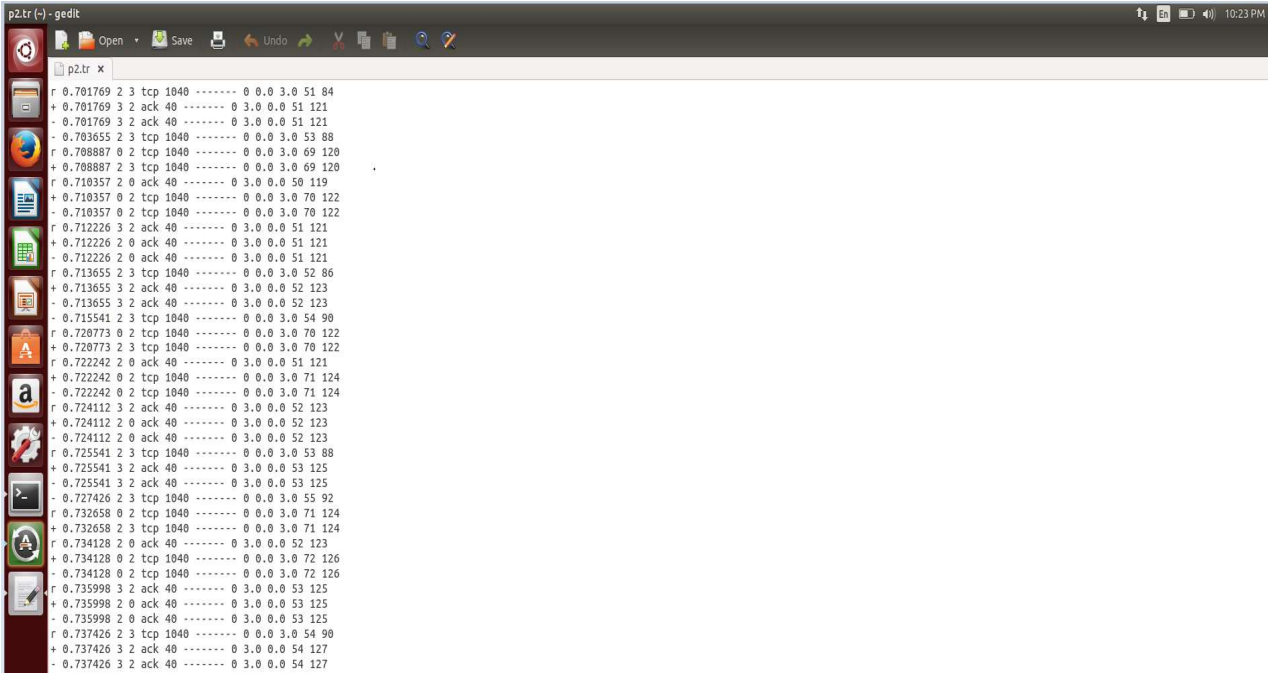 p2.tr (~) - gedit
En 10:23 PM
Open Save Undo
p2.tr x
r 0.701769 2 3 tcp 1040 ------- 0 0.0 3.0 51 84
+ 0.701769 3 2 ack 40 ------- 0 3.0 0.0 51 121
- 0.701769 3 2 ack 40 ------- 0 3.0 0.0 51 121
- 0.703655 2 3 tcp 1040 ------- 0 0.0 3.0 53 88
r 0.708887 0 2 tcp 1040 ------- 0 0.0 3.0 69 120
+ 0.708887 2 3 tcp 1040 ------- 0 0.0 3.0 69 120
r 0.710357 2 0 ack 40 ------- 0 3.0 0.0 50 119
+ 0.710357 0 2 tcp 1040 ------- 0 0.0 3.0 70 122
- 0.710357 0 2 tcp 1040 ------- 0 0.0 3.0 70 122
r 0.712226 3 2 ack 40 ------- 0 3.0 0.0 51 121
+ 0.712226 2 0 ack 40 ------- 0 3.0 0.0 51 121
- 0.712226 2 0 ack 40 ------- 0 3.0 0.0 51 121
r 0.713655 2 3 tcp 1040 ------- 0 0.0 3.0 52 86
+ 0.713655 3 2 ack 40 ------- 0 3.0 0.0 52 123
- 0.713655 3 2 ack 40 ------- 0 3.0 0.0 52 123
- 0.715541 2 3 tcp 1040 ------- 0 0.0 3.0 54 90
r 0.720773 0 2 tcp 1040 ------- 0 0.0 3.0 70 122
+ 0.720773 2 3 tcp 1040 ------- 0 0.0 3.0 70 122
r 0.722242 2 0 ack 40 ------- 0 3.0 0.0 51 121
+ 0.722242 0 2 tcp 1040 ------- 0 0.0 3.0 71 124
- 0.722242 0 2 tcp 1040 ------- 0 0.0 3.0 71 124
r 0.724112 3 2 ack 40 ------- 0 3.0 0.0 52 123
+ 0.724112 2 0 ack 40 ------- 0 3.0 0.0 52 123
- 0.724112 2 0 ack 40 ------- 0 3.0 0.0 52 123
r 0.725541 2 3 tcp 1040 ------- 0 0.0 3.0 53 88
+ 0.725541 3 2 ack 40 ------- 0 3.0 0.0 53 125
- 0.725541 3 2 ack 40 ------- 0 3.0 0.0 53 125
- 0.727426 2 3 tcp 1040 ------- 0 0.0 3.0 55 92
r 0.732658 0 2 tcp 1040 ------- 0 0.0 3.0 71 124
+ 0.732658 2 3 tcp 1040 ------- 0 0.0 3.0 71 124
r 0.734128 2 0 ack 40 ------- 0 3.0 0.0 52 123
+ 0.734128 0 2 tcp 1040 ------- 0 0.0 3.0 72 126
- 0.734128 0 2 tcp 1040 ------- 0 0.0 3.0 72 126
r 0.735998 3 2 ack 40 ------- 0 3.0 0.0 53 125
+ 0.735998 2 0 ack 40 ------- 0 3.0 0.0 53 125
- 0.735998 2 0 ack 40 ------- 0 3.0 0.0 53 125
r 0.737426 2 3 tcp 1040 ------- 0 0.0 3.0 54 90
+ 0.737426 3 2 ack 40 ------- 0 3.0 0.0 54 127
- 0.737426 3 2 ack 40 ------- 0 3.0 0.0 54 127